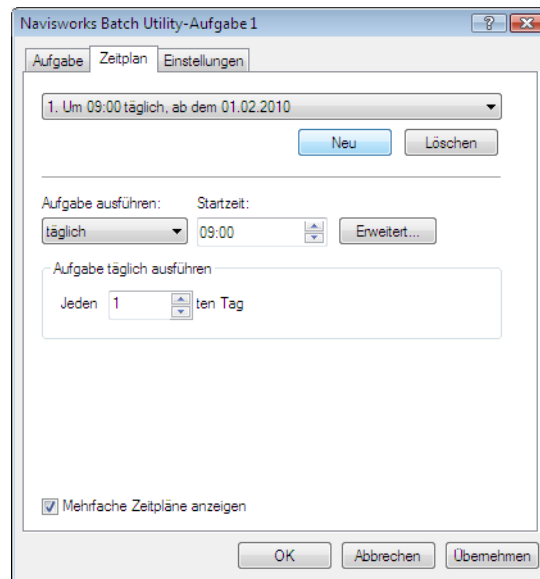 Navisworks Batch Utility-Aufgabe 1
Aufgabe Zeitplan Einstellungen
1. Um 09:00 täglich, ab dem 01.02.2010
Neu Löschen
Aufgabe ausführen: Startzeit:
täglich 09:00 Erweitert...
Aufgabe täglich ausführen
Jeden 1 ten Tag
Mehrfache Zeitpläne anzeigen
OK Abbrechen Übernehmen